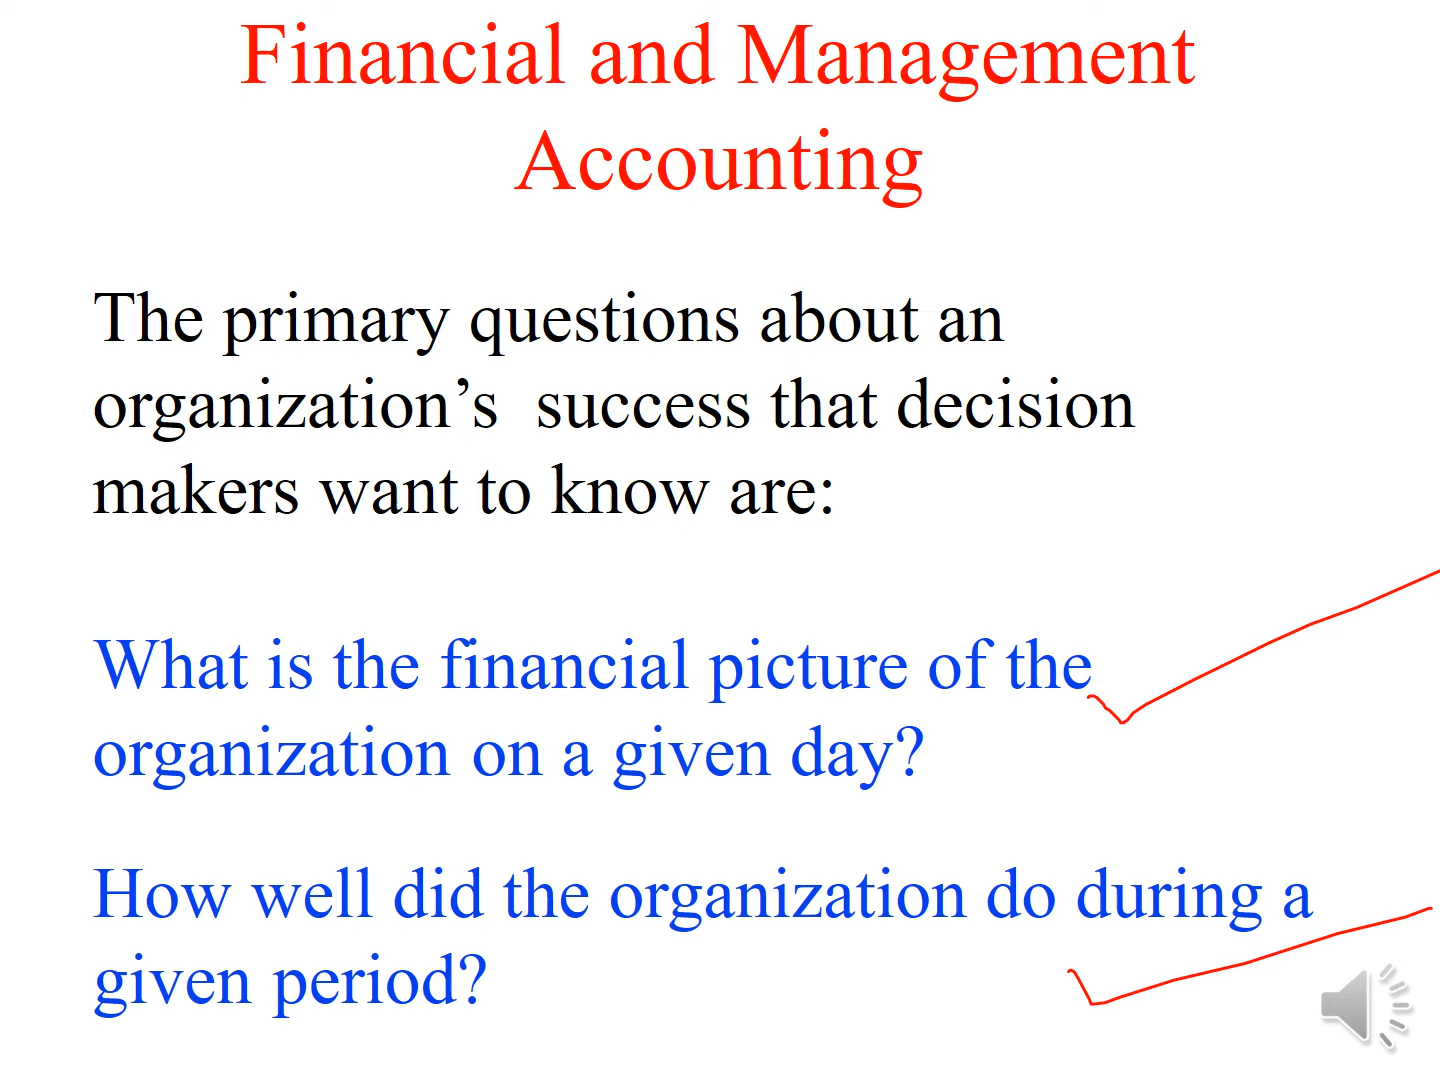 Financial and Management
Accounting
The primary questions about an
organization’s  success that decision
makers want to know are:
What is the financial picture of the
organization on a given day?
How well did the organization do during a
given period?